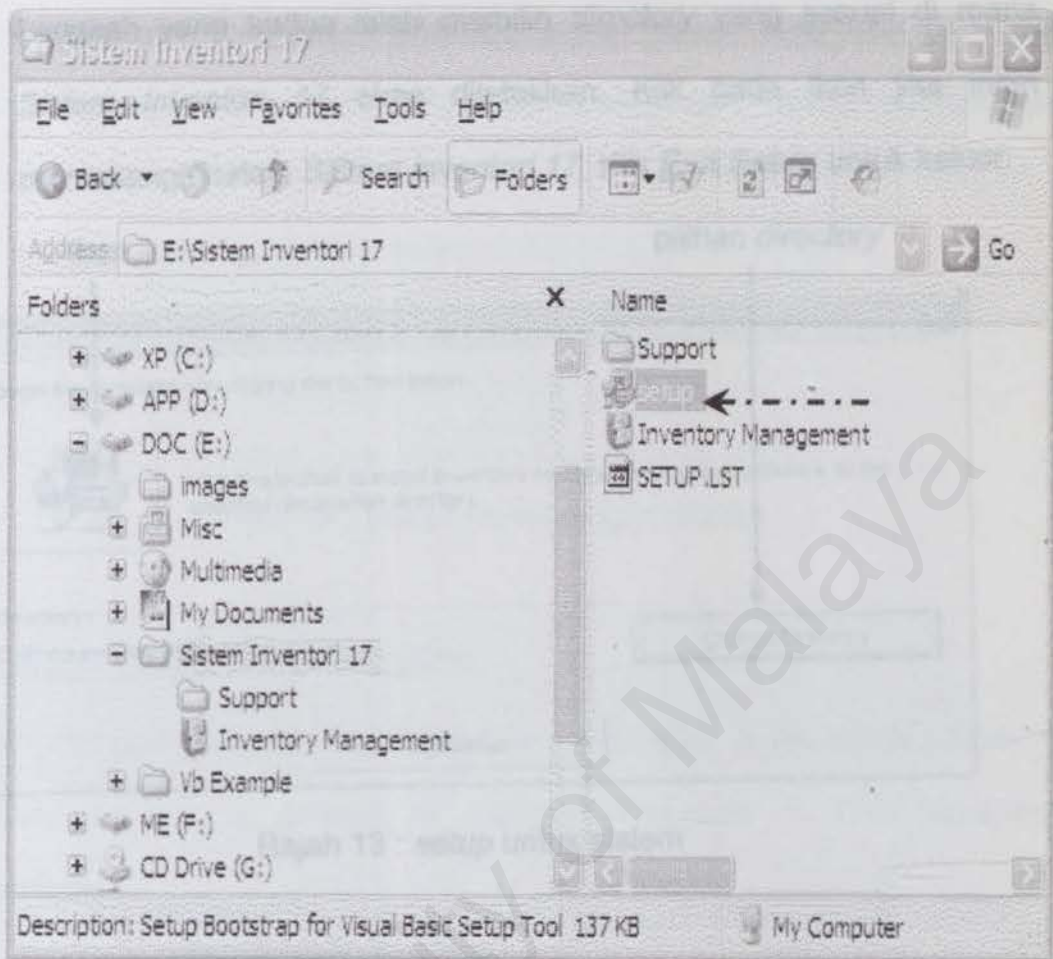 Sistem Inventori 17
File Edit View Favorites Tools Help
Back Search Folders
Address E:\Sistem Inventori 17 Go
Folders X Name
XP (C:)
APP (D:)
DOC (E:)
images
Misc
Multimedia
My Documents
Sistem Inventori 17
Support
Inventory Management
Vb Example
ME (F:)
CD Drive (G:)
Support
Setup
Inventory Management
SETUP.LST
Description: Setup Bootstrap for Visual Basic Setup Tool 137 KB My Computer
Rajah 13 : setup untuk sistem
University of Malaya